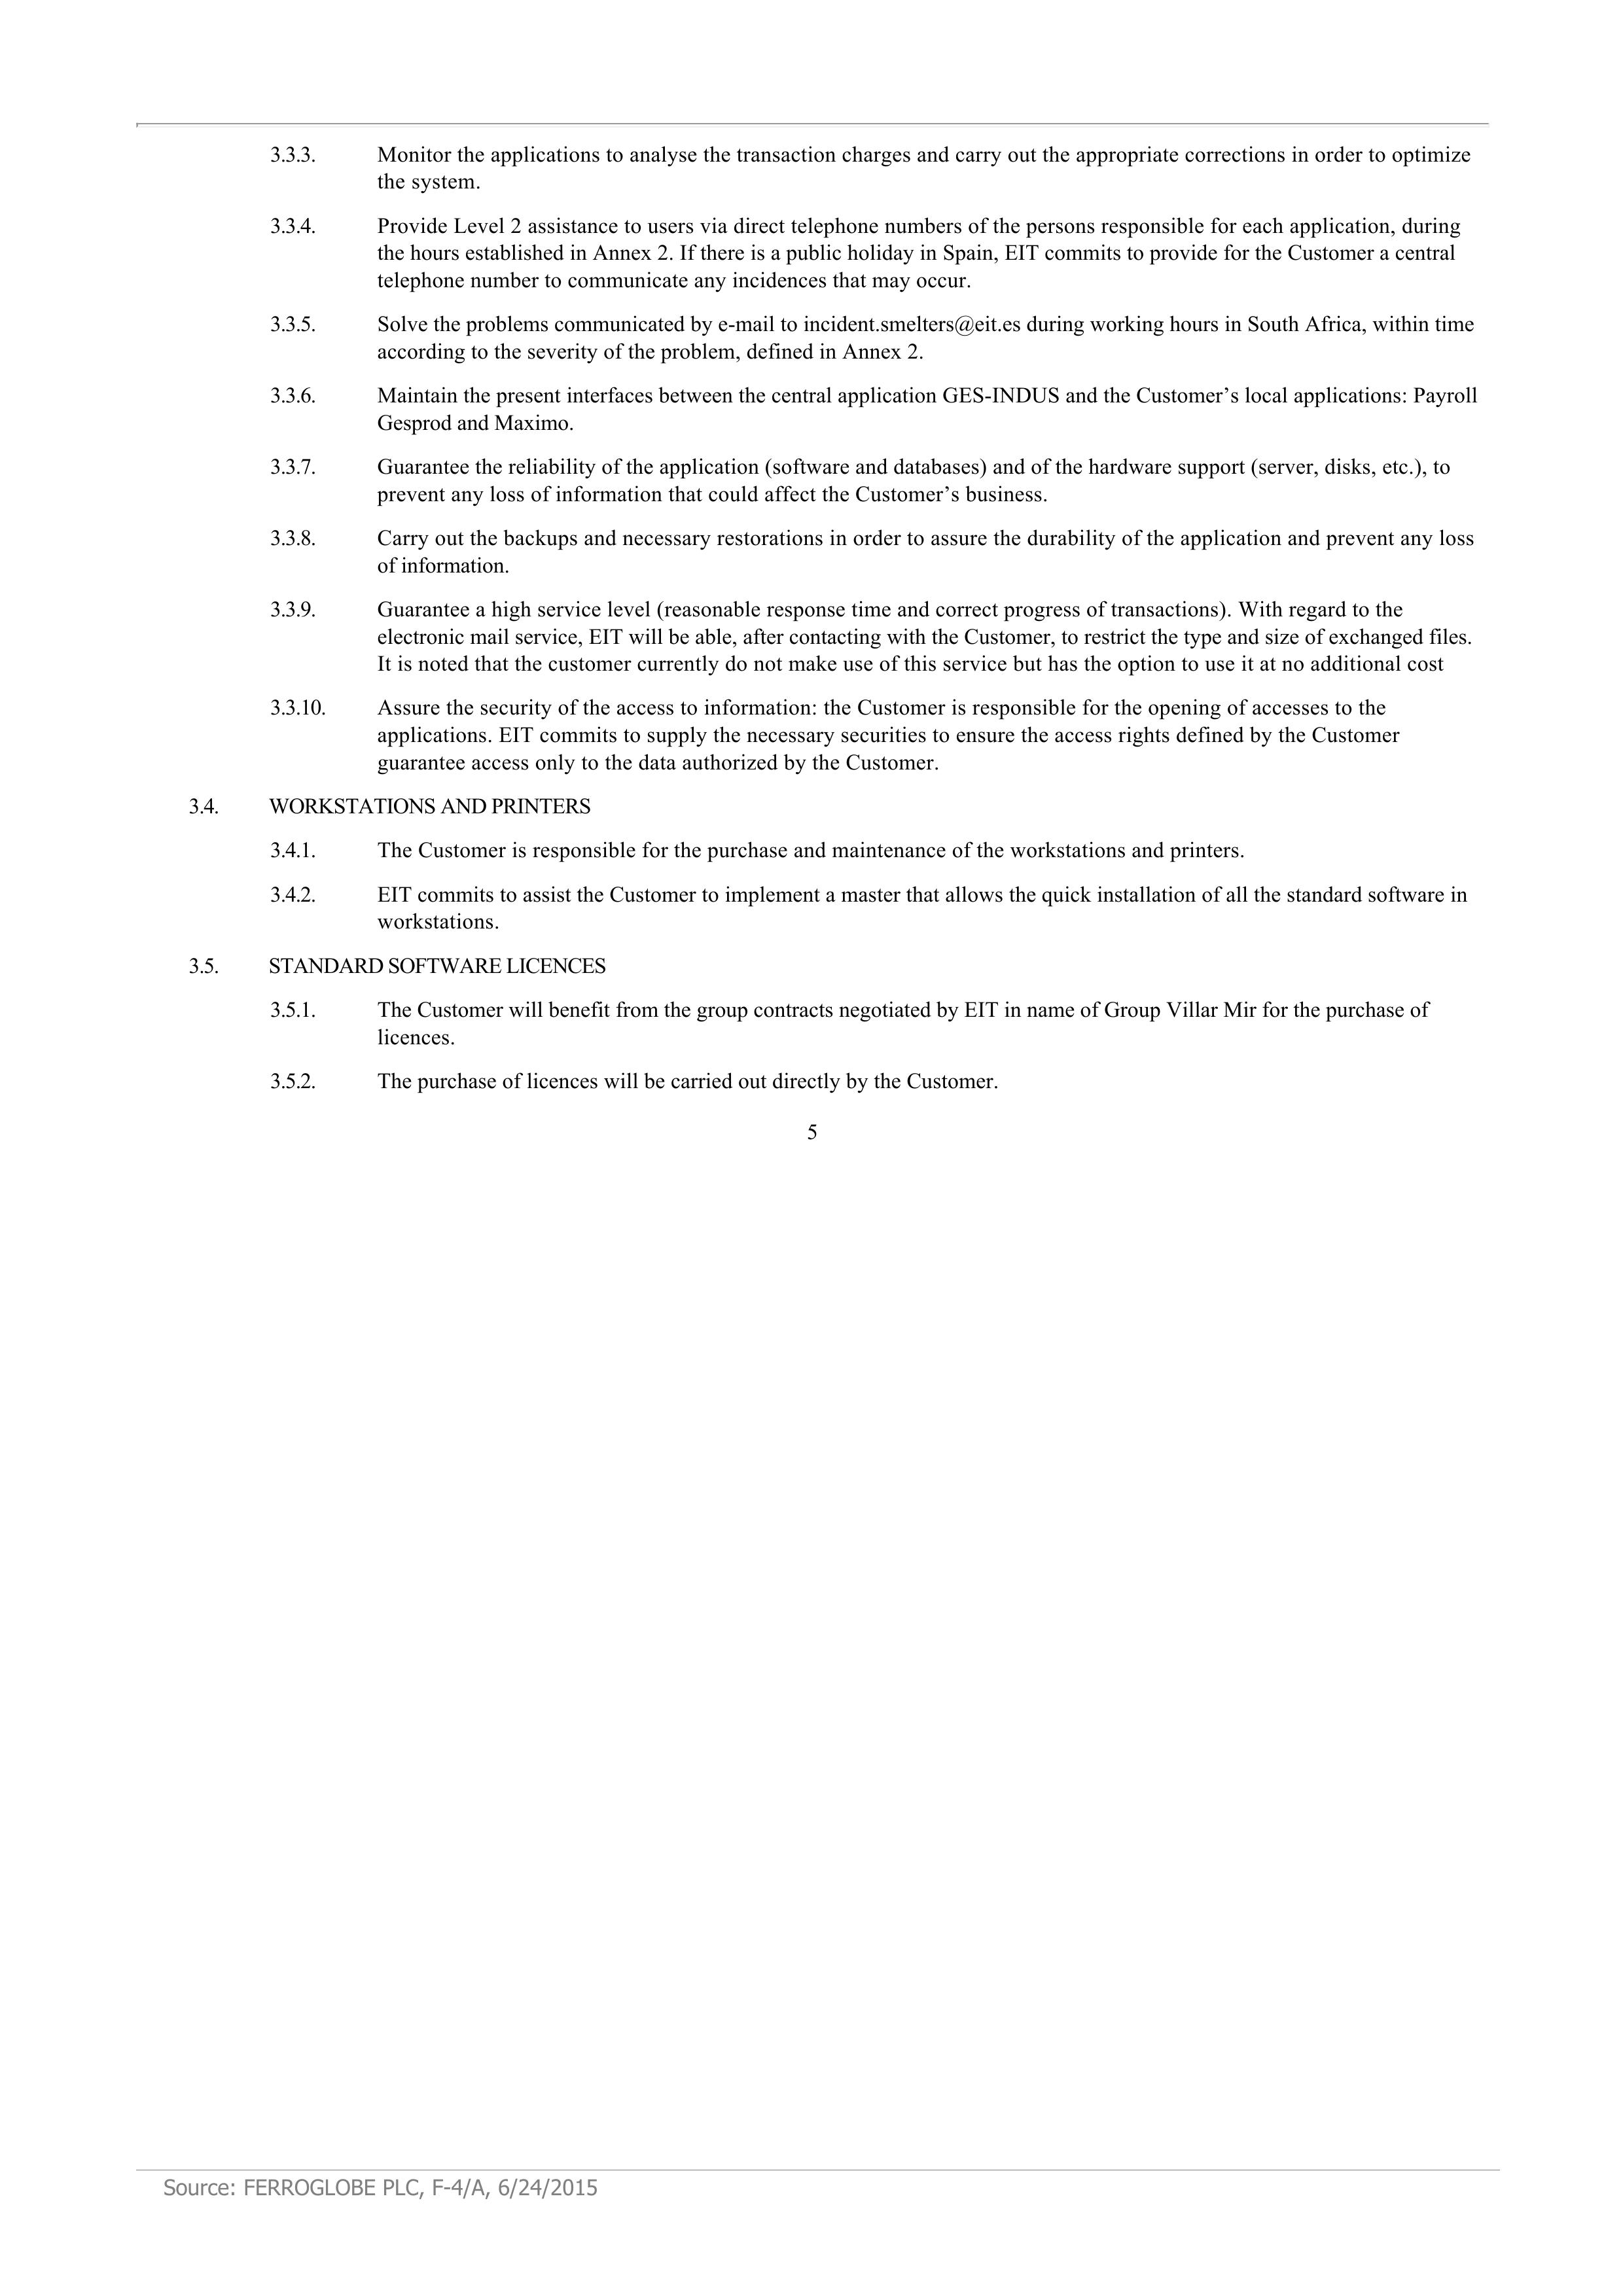 3.3.3. Monitor the applications to analyse the transaction charges and carry out the appropriate corrections in order to optimize
the system.
3.3.4. Provide Level 2 assistance to users via direct telephone numbers of the persons responsible for each application, during
the hours established in Annex 2. If there is a public holiday in Spain, EIT commits to provide for the Customer a central
telephone number to communicate any incidences that may occur.
3.3.5. Solve the problems communicated by e-mail to incident.smelters@eit.es during working hours in South Africa, within time
according to the severity of the problem, defined in Annex 2.
3.3.6. Maintain the present interfaces between the central application GES-INDUS and the Customer’s local applications: Payroll
Gesprod and Maximo.
3.3.7. Guarantee the reliability of the application (software and databases) and of the hardware support (server, disks, etc.), to
prevent any loss of information that could affect the Customer’s business.
3.3.8. Carry out the backups and necessary restorations in order to assure the durability of the application and prevent any loss
of information.
3.3.9. Guarantee a high service level (reasonable response time and correct progress of transactions). With regard to the
electronic mail service, EIT will be able, after contacting with the Customer, to restrict the type and size of exchanged files.
It is noted that the customer currently do not make use of this service but has the option to use it at no additional cost
3.3.10. Assure the security of the access to information: the Customer is responsible for the opening of accesses to the
applications. EIT commits to supply the necessary securities to ensure the access rights defined by the Customer
guarantee access only to the data authorized by the Customer.
3.4. WORKSTATIONS AND PRINTERS
3.4.1. The Customer is responsible for the purchase and maintenance of the workstations and printers.
3.4.2. EIT commits to assist the Customer to implement a master that allows the quick installation of all the standard software in
workstations.
3.5. STANDARD SOFTWARE LICENCES
3.5.1. The Customer will benefit from the group contracts negotiated by EIT in name of Group Villar Mir for the purchase of
licences.
3.5.2. The purchase of licences will be carried out directly by the Customer.
5
Source: FERROGLOBE PLC, F-4/A, 6/24/2015